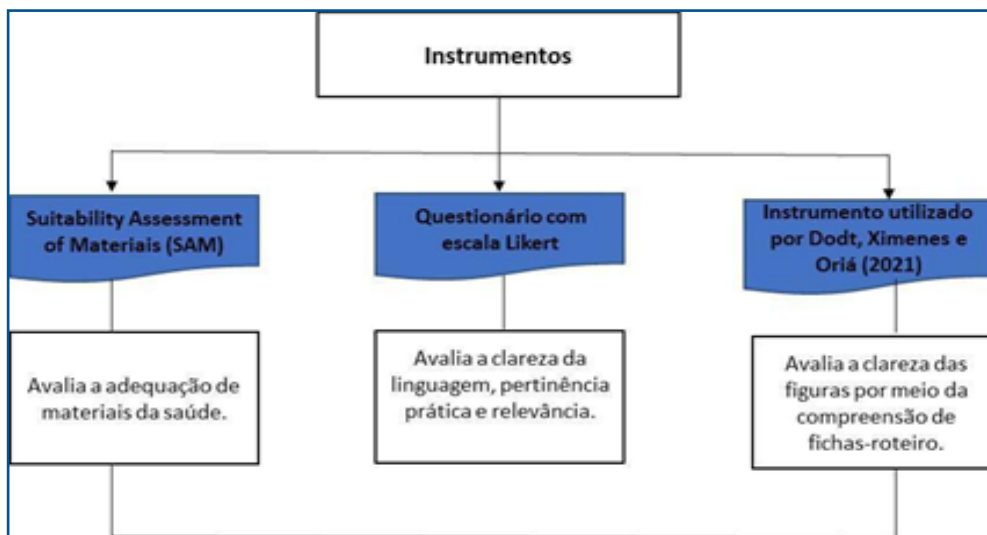 Instrumentos
Suitability Assessment
of Materiais (SAM)
Questionário com
escala Likert
Instrumento utilizado
por Dodt, Ximenes e
Oriá (2021)
Avalia a adequação de
materiais da saúde.
Avalia a clareza da
linguagem, pertinência
prática e relevância.
Avalia a clareza das
figuras por meio da
compreensão de
fichas-roteiro.